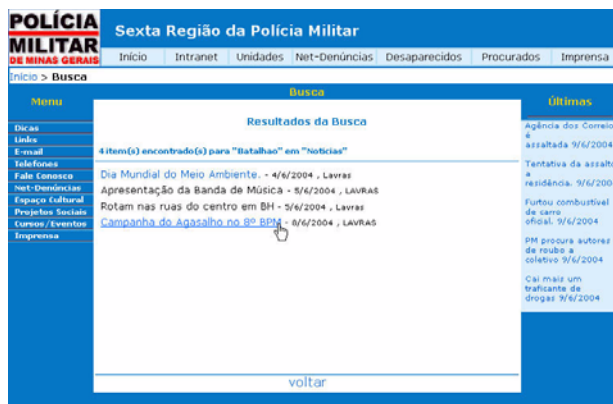 POLÍCIA
MILITAR
DE MINAS GERAIS
Sexta Região da Polícia Militar
Início Intranet Unidades Net-Denúncias Desaparecidos Procurados Imprensa
Início > Busca
Menu
Dicas
Links
E-mail
Telefones
Fale Conosco
Net-Denúncias
Espaço Cultural
Projetos Sociais
Cursos/Eventos
Imprensa
Busca
Resultados da Busca
4 item(s) encontrado(s) para "Batalhao" em "Noticias"
Dia Mundial do Meio Ambiente. - 4/6/2004 , Lavras
Apresentação da Banda de Música - 5/6/2004 , LAVRAS
Rotam nas ruas do centro em BH - 5/6/2004 , Lavras
Campanha do Agasalho no 8º BPM - 8/6/2004 , LAVRAS
voltar
Últimas
Agência dos Correio
é
assaltada 9/6/2004
Tentativa da assalto
a
residência. 9/6/200
Furtou combustível
de carro
oficial. 9/6/2004
PM procura autores
de roubo a
coletivo 9/6/2004
Cai mais um
traficante de
drogas 9/6/2004